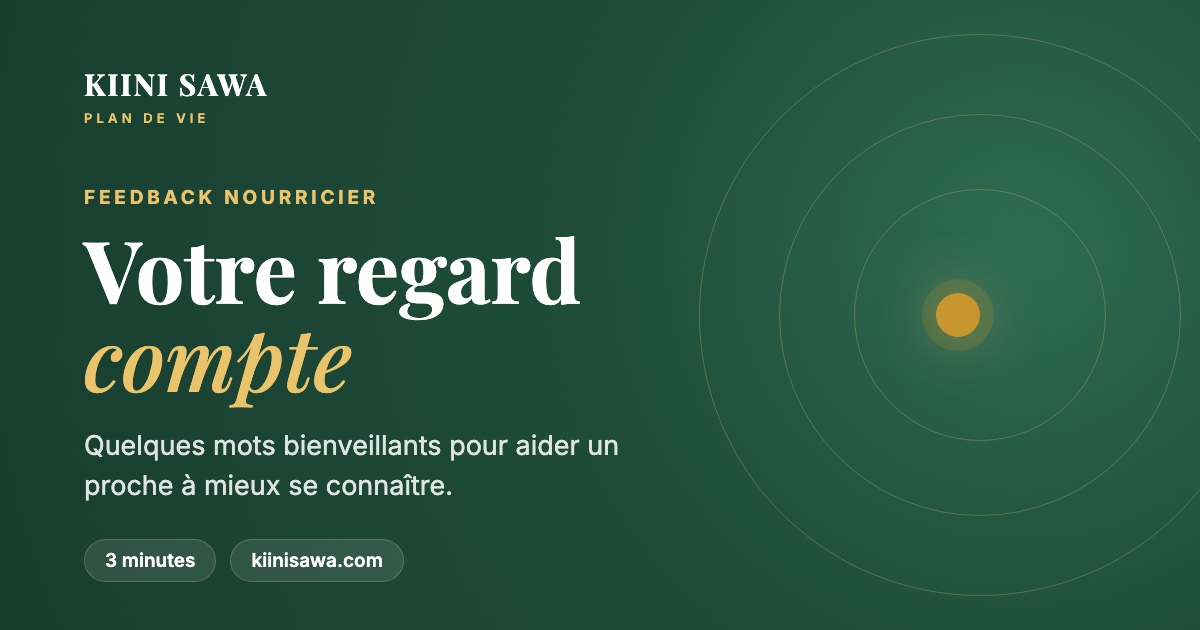 KIINI SAWA
PLAN DE VIE
FEEDBACK NOURRICIER
Votre regard
compte
Quelques mots bienveillants pour aider un
proche à mieux se connaître.
3 minutes
kiinisawa.com